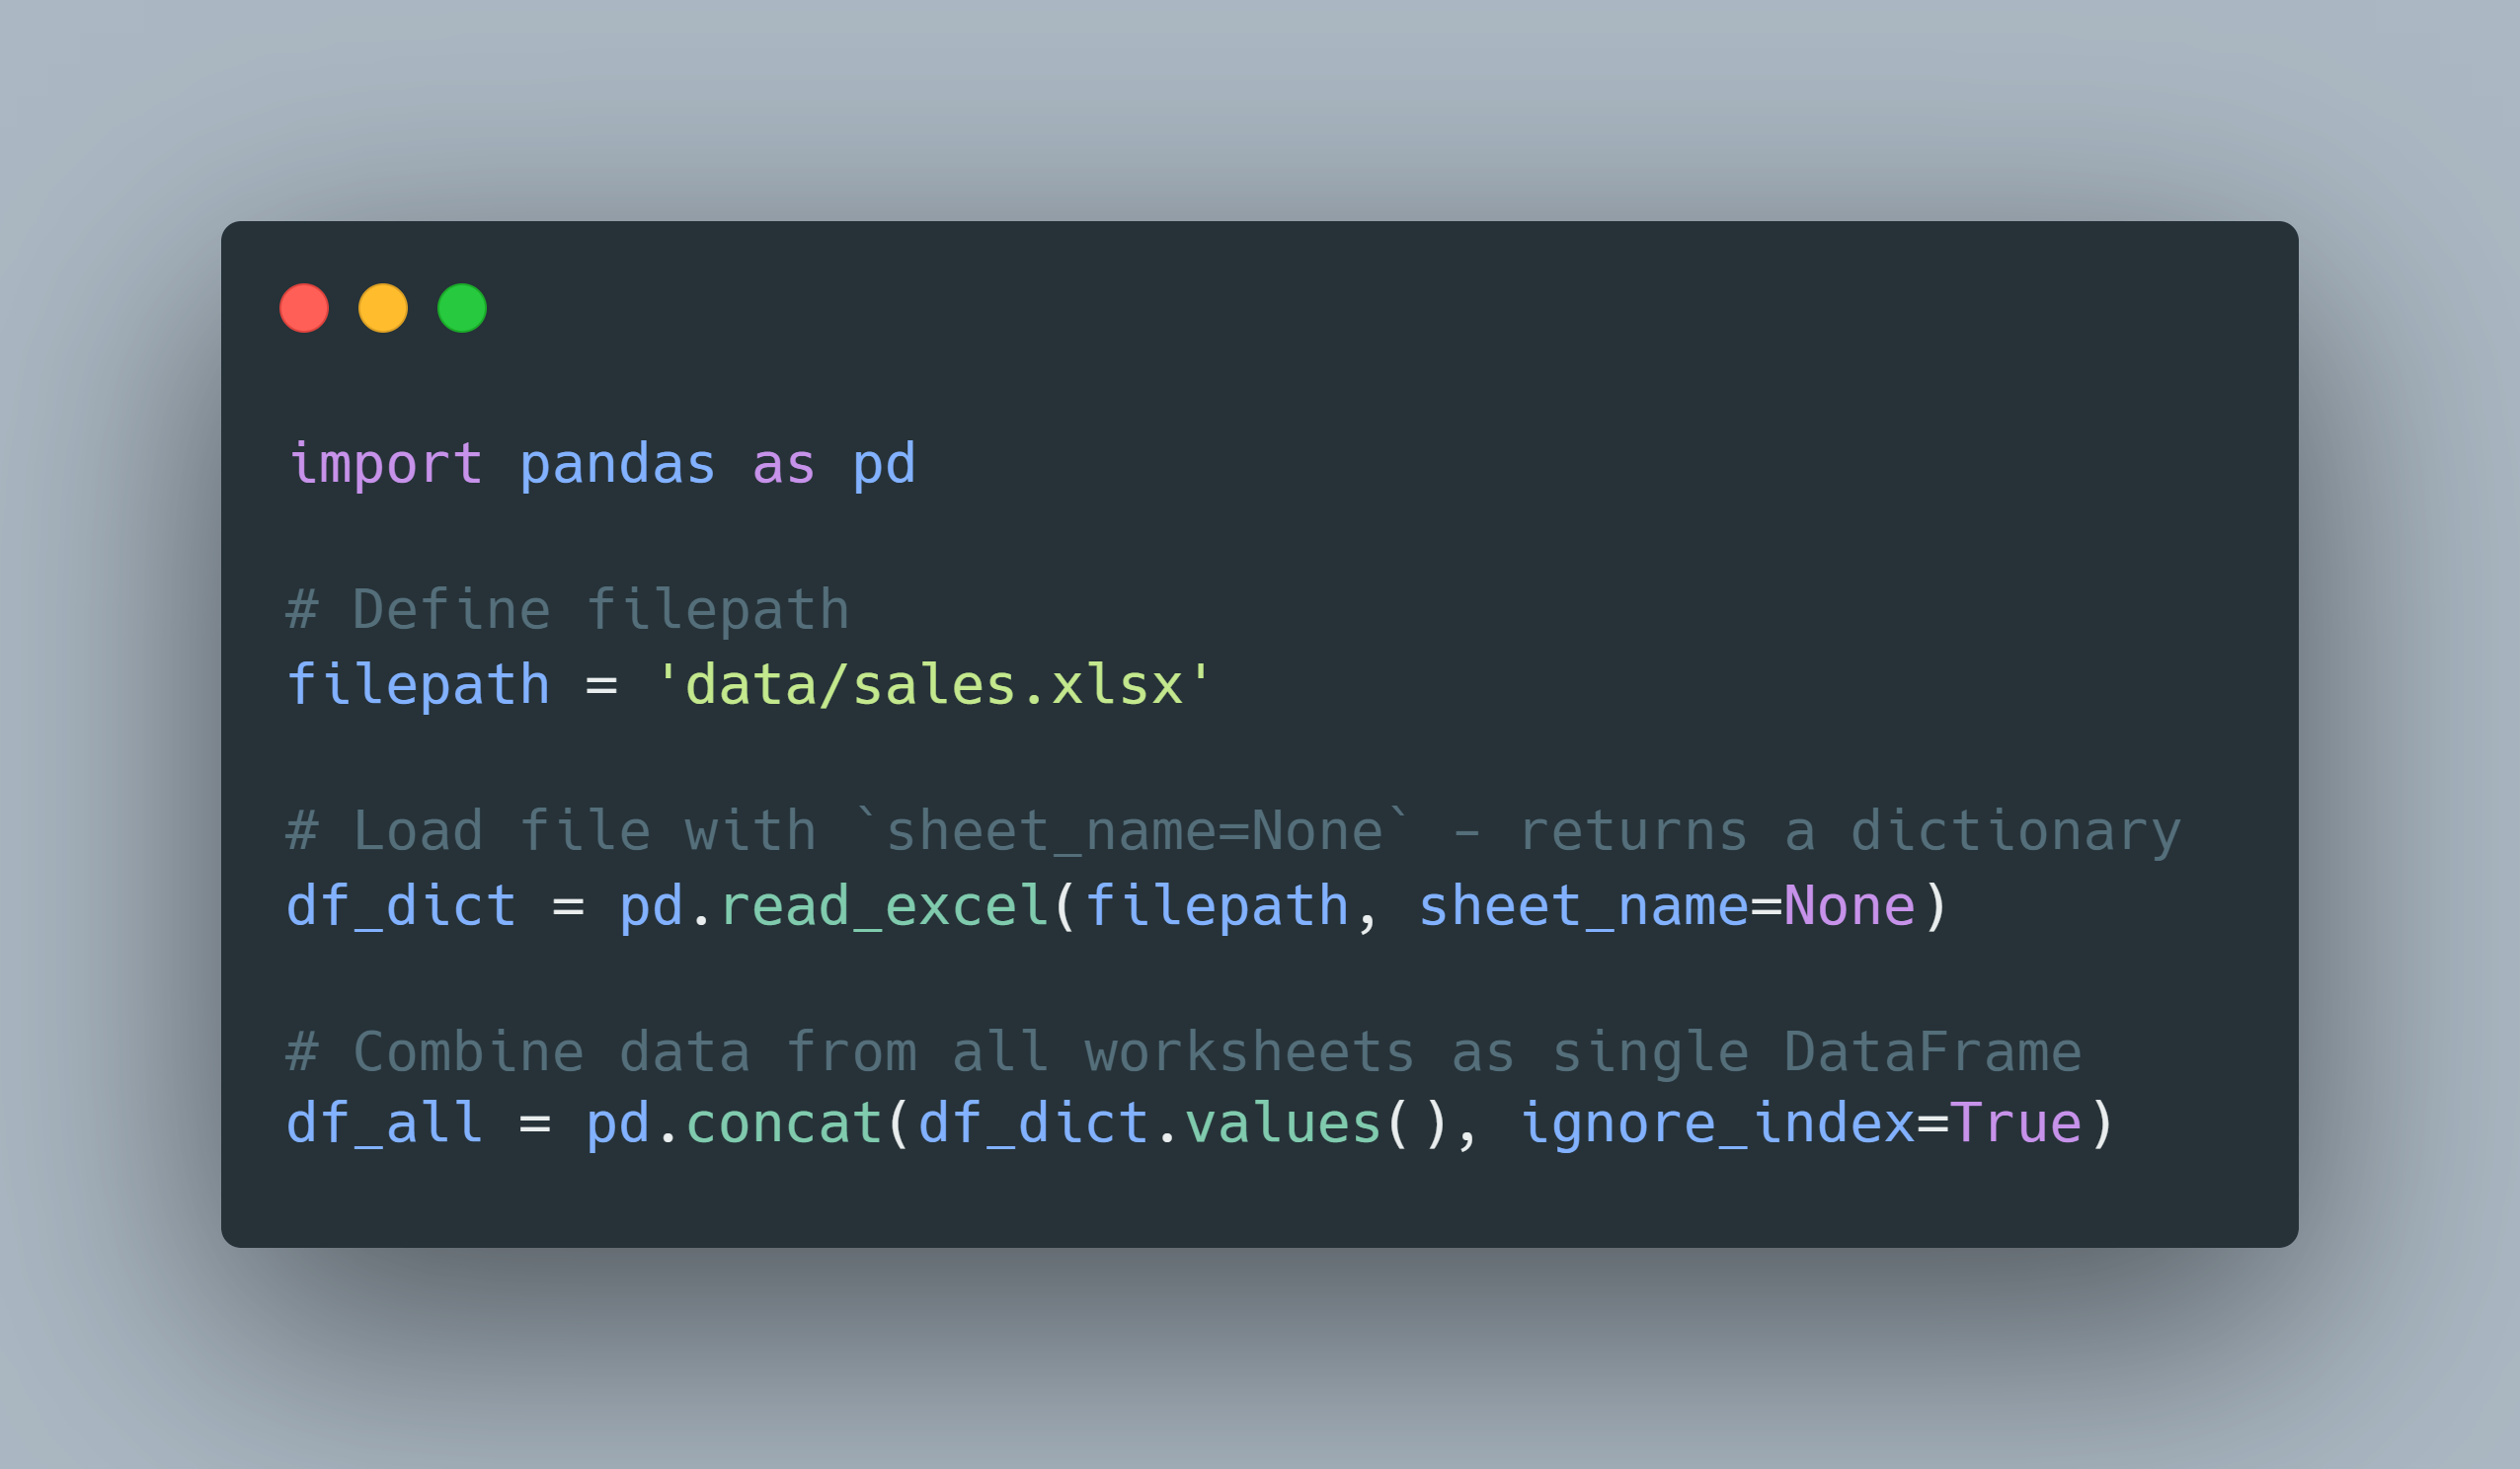 import pandas as pd
# Define filepath
filepath = 'data/sales.xlsx'
# Load file with `sheet_name=None` - returns a dictionary
df_dict = pd.read_excel(filepath, sheet_name=None)
# Combine data from all worksheets as single DataFrame
df_all = pd.concat(df_dict.values(), ignore_index=True)